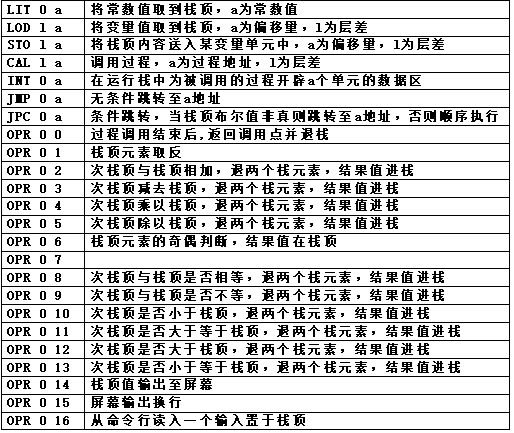 LIT 0 a 将常数值取到栈顶，a为常数值
LOD l a 将变量值取到栈顶，a为偏移量，l为层差
STO l a 将栈顶内容送入某变量单元中，a为偏移量，l为层差
CAL l a 调用过程，a为过程地址，l为层差
INT 0 a 在运行栈中为被调用的过程开辟a个单元的数据区
JMP 0 a 无条件跳转至a地址
JPC 0 a 条件跳转，当栈顶布尔值非真则跳转至a地址，否则顺序执行
OPR 0 0 过程调用结束后,返回调用点并退栈
OPR 0 1 栈顶元素取反
OPR 0 2 次栈顶与栈顶相加，退两个栈元素，结果值进栈
OPR 0 3 次栈顶减去栈顶，退两个栈元素，结果值进栈
OPR 0 4 次栈顶乘以栈顶，退两个栈元素，结果值进栈
OPR 0 5 次栈顶除以栈顶，退两个栈元素，结果值进栈
OPR 0 6 栈顶元素的奇偶判断，结果值在栈顶
OPR 0 7
OPR 0 8 次栈顶与栈顶是否相等，退两个栈元素，结果值进栈
OPR 0 9 次栈顶与栈顶是否不等，退两个栈元素，结果值进栈
OPR 0 10 次栈顶是否小于栈顶，退两个栈元素，结果值进栈
OPR 0 11 次栈顶是否大于等于栈顶，退两个栈元素，结果值进栈
OPR 0 12 次栈顶是否大于栈顶，退两个栈元素，结果值进栈
OPR 0 13 次栈顶是否小于等于栈顶，退两个栈元素，结果值进栈
OPR 0 14 栈顶值输出至屏幕
OPR 0 15 屏幕输出换行
OPR 0 16 从命令行读入一个输入置于栈顶